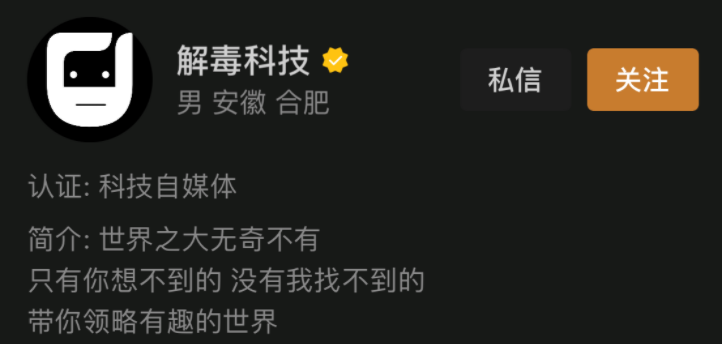 解毒科技
男 安徽 合肥
私信
关注
认证: 科技自媒体
简介: 世界之大无奇不有
只有你想不到的 没有我找不到的
带你领略有趣的世界